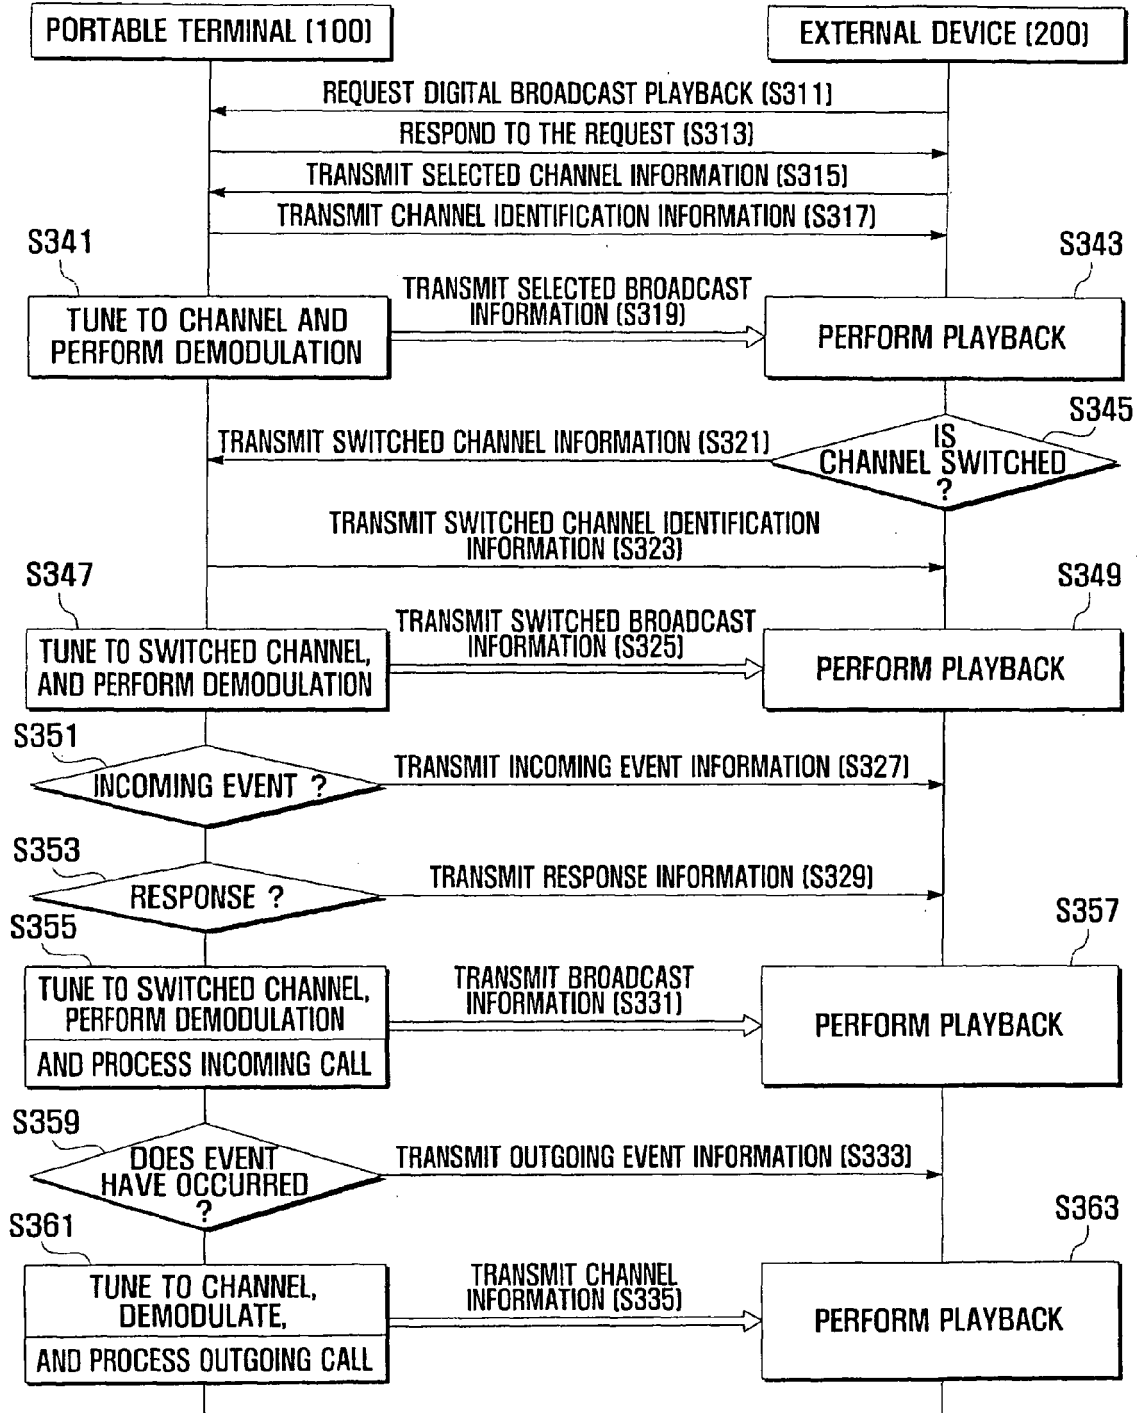 PORTABLE TERMINAL (100)
EXTERNAL DEVICE (200)
REQUEST DIGITAL BROADCAST PLAYBACK (S311)
RESPOND TO THE REQUEST (S313)
TRANSMIT SELECTED CHANNEL INFORMATION (S315)
TRANSMIT CHANNEL IDENTIFICATION INFORMATION (S317)
S341
S343
TUNE TO CHANNEL AND
PERFORM DEMODULATION
TRANSMIT SELECTED BROADCAST
INFORMATION (S319)
PERFORM PLAYBACK
S345
TRANSMIT SWITCHED CHANNEL INFORMATION (S321)
IS
CHANNEL SWITCHED
?
TRANSMIT SWITCHED CHANNEL IDENTIFICATION
INFORMATION (S323)
S347
S349
TUNE TO SWITCHED CHANNEL,
AND PERFORM DEMODULATION
TRANSMIT SWITCHED BROADCAST
INFORMATION (S325)
PERFORM PLAYBACK
S351
INCOMING EVENT ?
TRANSMIT INCOMING EVENT INFORMATION (S327)
S353
RESPONSE ?
TRANSMIT RESPONSE INFORMATION (S329)
S355
S357
TUNE TO SWITCHED CHANNEL,
PERFORM DEMODULATION
AND PROCESS INCOMING CALL
TRANSMIT BROADCAST
INFORMATION (S331)
PERFORM PLAYBACK
S359
DOES EVENT
HAVE OCCURRED
?
TRANSMIT OUTGOING EVENT INFORMATION (S333)
S361
S363
TUNE TO CHANNEL,
DEMODULATE,
AND PROCESS OUTGOING CALL
TRANSMIT CHANNEL
INFORMATION (S335)
PERFORM PLAYBACK